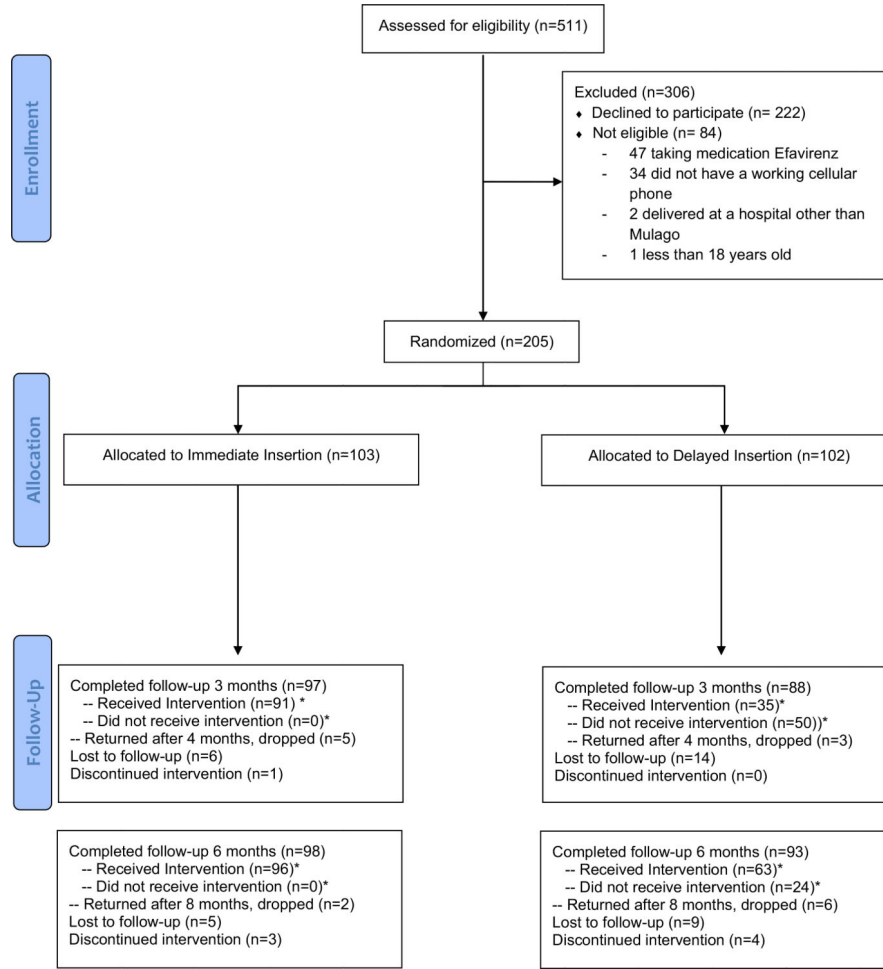 Assessed for eligibility (n=511)
Enrollment
Excluded (n=306)
♦ Declined to participate (n= 222)
♦ Not eligible (n= 84)
- 47 taking medication Efavirenz
- 34 did not have a working cellular
phone
- 2 delivered at a hospital other than
Mulago
- 1 less than 18 years old
Randomized (n=205)
Allocation
Allocated to Immediate Insertion (n=103)
Allocated to Delayed Insertion (n=102)
Follow-Up
Completed follow-up 3 months (n=97)
-- Received Intervention (n=91) *
-- Did not receive intervention (n=0)*
-- Returned after 4 months, dropped (n=5)
Lost to follow-up (n=6)
Discontinued intervention (n=1)
Completed follow-up 3 months (n=88)
-- Received Intervention (n=35)*
-- Did not receive intervention (n=50))*
-- Returned after 4 months, dropped (n=3)
Lost to follow-up (n=14)
Discontinued intervention (n=0)
Completed follow-up 6 months (n=98)
-- Received Intervention (n=96)*
-- Did not receive intervention (n=0)*
-- Returned after 8 months, dropped (n=2)
Lost to follow-up (n=5)
Discontinued intervention (n=3)
Completed follow-up 6 months (n=93)
-- Received Intervention (n=63)*
-- Did not receive intervention (n=24)*
-- Returned after 8 months, dropped (n=6)
Lost to follow-up (n=9)
Discontinued intervention (n=4)